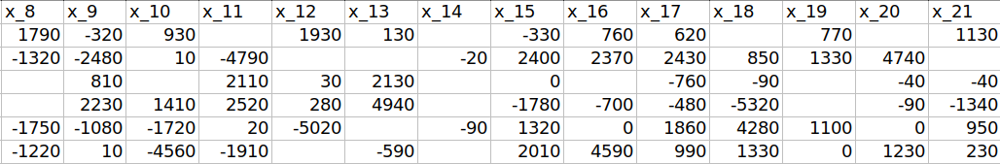 x_8 x_9 x_10 x_11 x_12 x_13 x_14 x_15 x_16 x_17 x_18 x_19 x_20 x_21
1790 -320 930 1930 130 -330 760 620 770 1130
-1320 -2480 10 -4790 -20 2400 2370 2430 850 1330 4740
810 2110 30 2130 0 -760 -90 -40 -40
2230 1410 2520 280 4940 -1780 -700 -480 -5320 -90 -1340
-1750 -1080 -1720 20 -5020 -90 1320 0 1860 4280 1100 0 950
-1220 10 -4560 -1910 -590 2010 4590 990 1330 0 1230 230